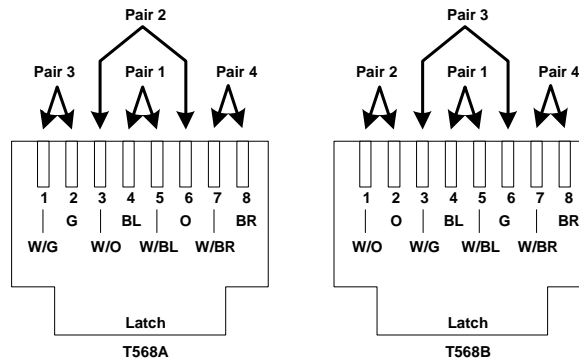 Pair 2
Pair 3 Pair 1 Pair 4
1 2 3 4 5 6 7 8
G BL O BR
W/G W/O W/BL W/BR
Latch
T568A
Pair 3
Pair 2 Pair 1 Pair 4
1 2 3 4 5 6 7 8
O BL G BR
W/O W/G W/BL W/BR
Latch
T568B